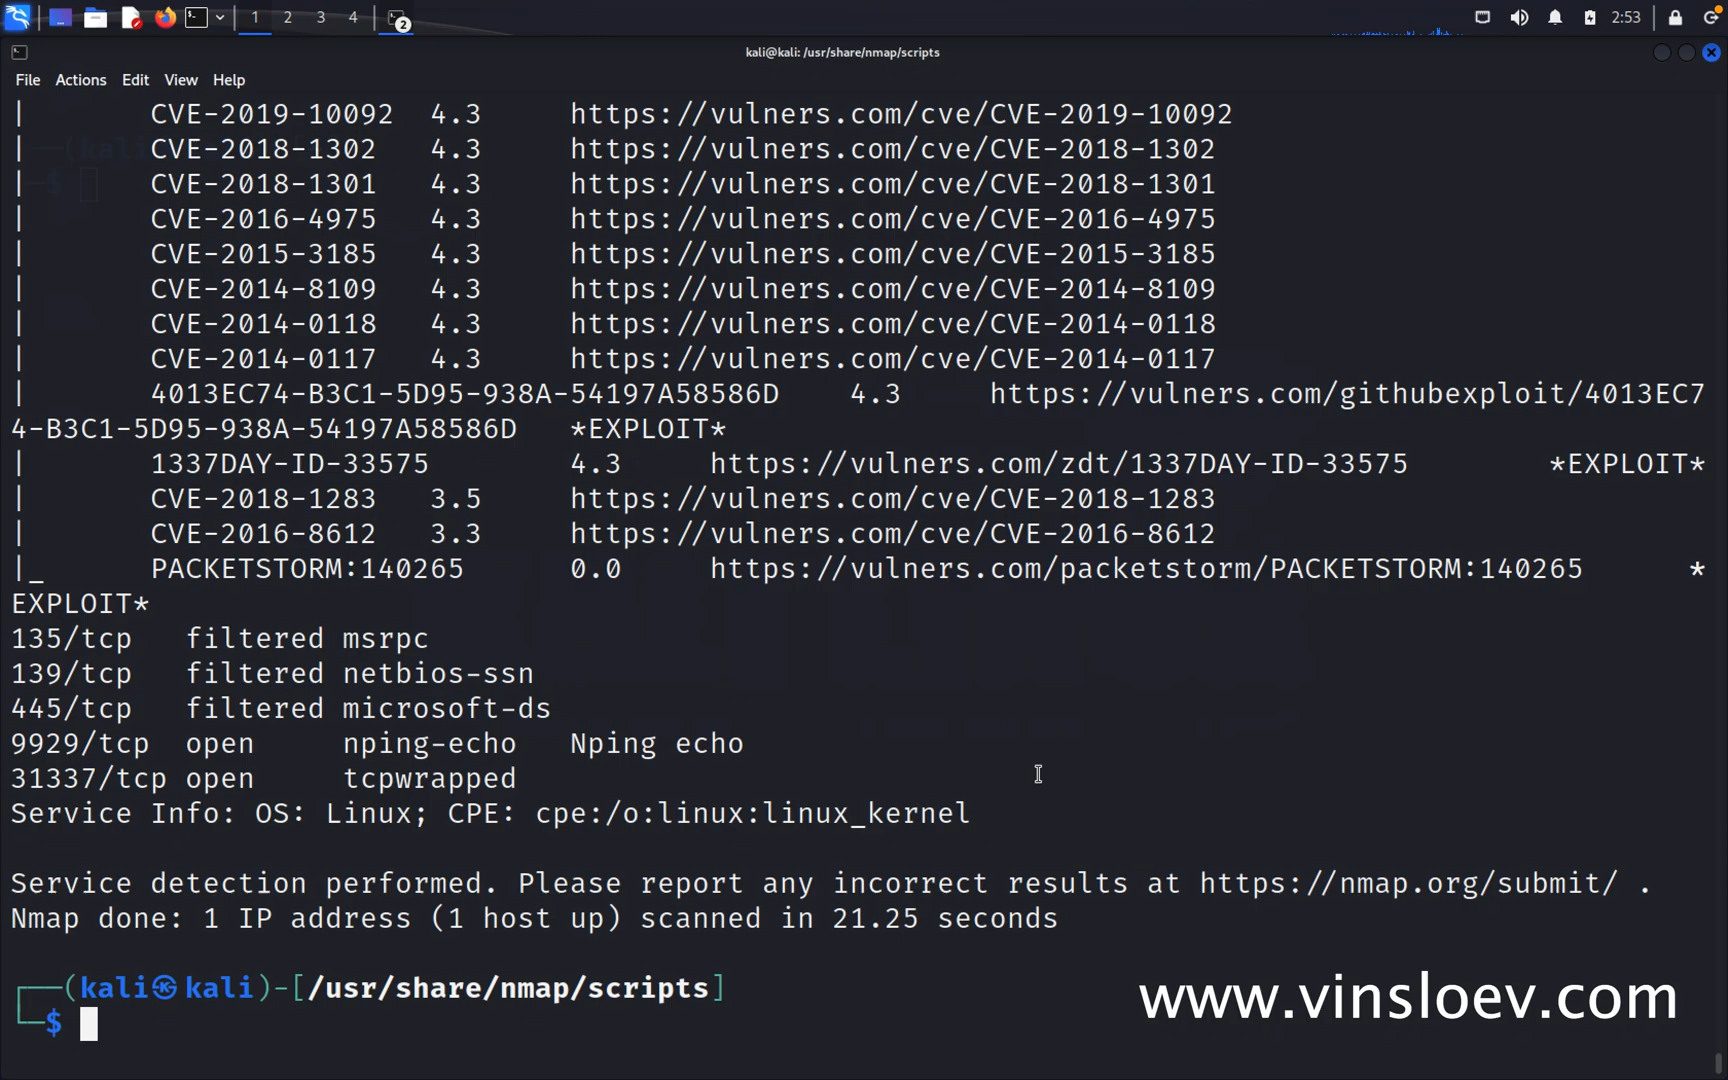 1 2 3 4 2 2:53
kali@kali: /usr/share/nmap/scripts
File Actions Edit View Help
| CVE-2019-10092 4.3 https://vulners.com/cve/CVE-2019-10092
| CVE-2018-1302 4.3 https://vulners.com/cve/CVE-2018-1302
| CVE-2018-1301 4.3 https://vulners.com/cve/CVE-2018-1301
| CVE-2016-4975 4.3 https://vulners.com/cve/CVE-2016-4975
| CVE-2015-3185 4.3 https://vulners.com/cve/CVE-2015-3185
| CVE-2014-8109 4.3 https://vulners.com/cve/CVE-2014-8109
| CVE-2014-0118 4.3 https://vulners.com/cve/CVE-2014-0118
| CVE-2014-0117 4.3 https://vulners.com/cve/CVE-2014-0117
| 4013EC74-B3C1-5D95-938A-54197A58586D 4.3 https://vulners.com/githubexploit/4013EC7
4-B3C1-5D95-938A-54197A58586D *EXPLOIT*
| 1337DAY-ID-33575 4.3 https://vulners.com/zdt/1337DAY-ID-33575 *EXPLOIT*
| CVE-2018-1283 3.5 https://vulners.com/cve/CVE-2018-1283
| CVE-2016-8612 3.3 https://vulners.com/cve/CVE-2016-8612
|_ PACKETSTORM:140265 0.0 https://vulners.com/packetstorm/PACKETSTORM:140265 *
EXPLOIT*
135/tcp filtered msrpc
139/tcp filtered netbios-ssn
445/tcp filtered microsoft-ds
9929/tcp open nping-echo Nping echo
31337/tcp open tcpwrapped
Service Info: OS: Linux; CPE: cpe:/o:linux:linux_kernel
Service detection performed. Please report any incorrect results at https://nmap.org/submit/ .
Nmap done: 1 IP address (1 host up) scanned in 21.25 seconds
┌──(kali㉿kali)-[/usr/share/nmap/scripts]
└─$
www.vinsloev.com